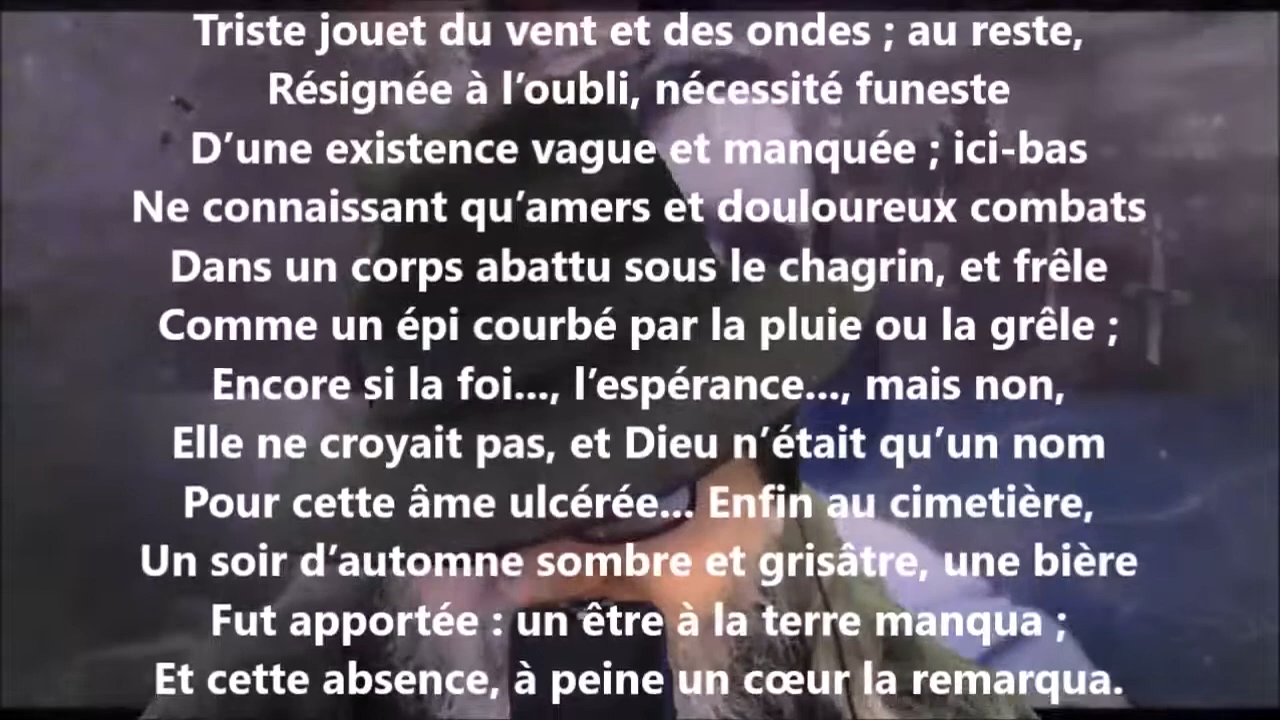 Triste jouet du vent et des ondes ; au reste,
Résignée à l’oubli, nécessité funeste
D’une existence vague et manquée ; ici-bas
Ne connaissant qu’amers et douloureux combats
Dans un corps abattu sous le chagrin, et frêle
Comme un épi courbé par la pluie ou la grêle ;
Encore si la foi..., l’espérance..., mais non,
Elle ne croyait pas, et Dieu n’était qu’un nom
Pour cette âme ulcérée... Enfin au cimetière,
Un soir d’automne sombre et grisâtre, une bière
Fut apportée : un être à la terre manqua ;
Et cette absence, à peine un cœur la remarqua.